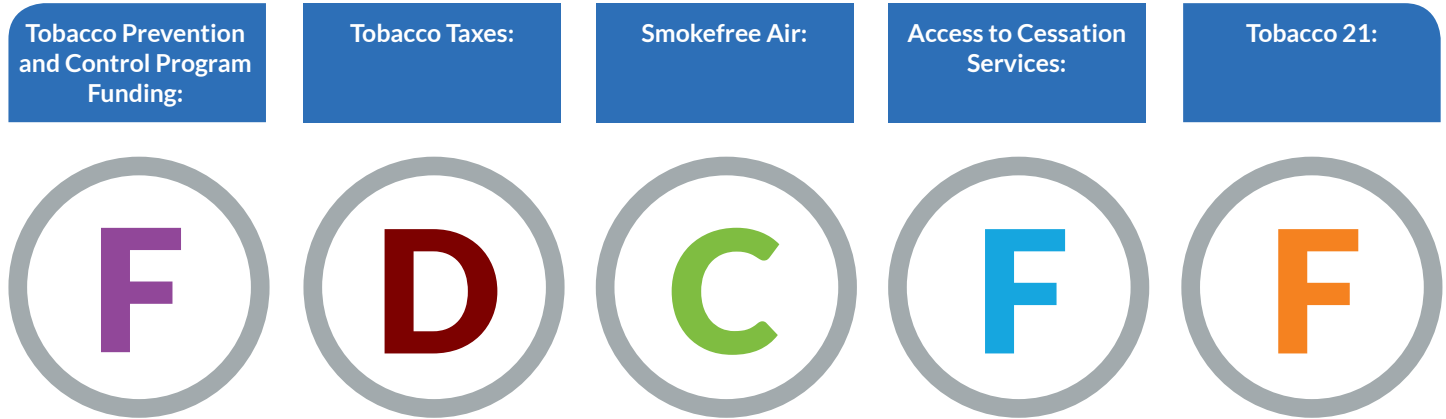 Tobacco Prevention
and Control Program
Funding:
Tobacco Taxes:
Smokefree Air:
Access to Cessation
Services:
Tobacco 21:
F
D
C
F
F